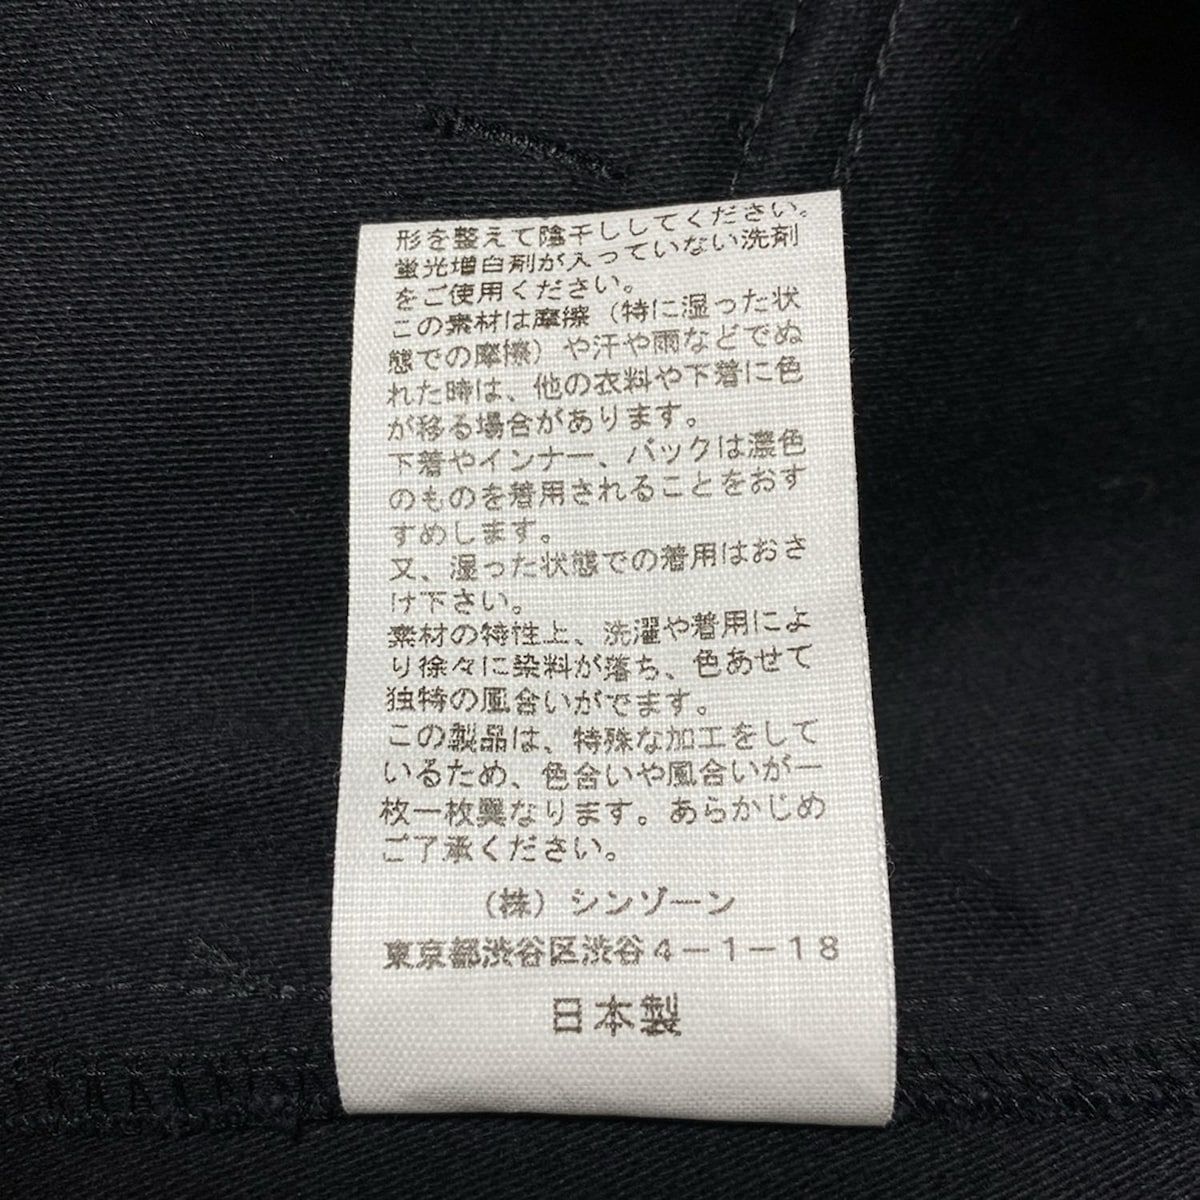 形を整えて陰干ししてください。
蛍光増白剤が入っていない洗剤
をご使用ください。
この素材は摩擦（特に湿った状
態での摩擦）や汗や雨などでぬ
れた時は、他の衣料や下着に色
が移る場合があります。
下着やインナー、バックは濃色
のものを着用されることをおす
すめします。
又、湿った状態での着用はおさ
け下さい。
素材の特性上、洗濯や着用によ
り徐々に染料が落ち、色あせて
独特の風合いがでます。
この製品は、特殊な加工をして
いるため、色合いや風合いが一
枚一枚異なります。あらかじめ
ご了承ください。
（株）シンゾーン
東京都渋谷区渋谷4－1－18
日本製